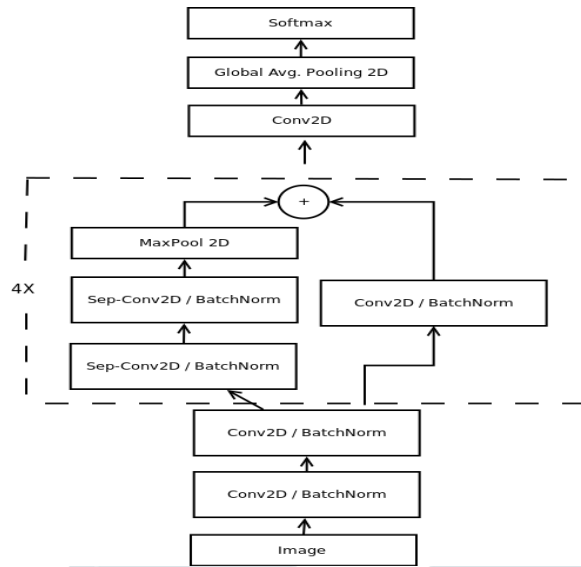 Softmax
Global Avg. Pooling 2D
Conv2D
+
MaxPool 2D
4X
Sep-Conv2D / BatchNorm
Conv2D / BatchNorm
Sep-Conv2D / BatchNorm
Conv2D / BatchNorm
Conv2D / BatchNorm
Image